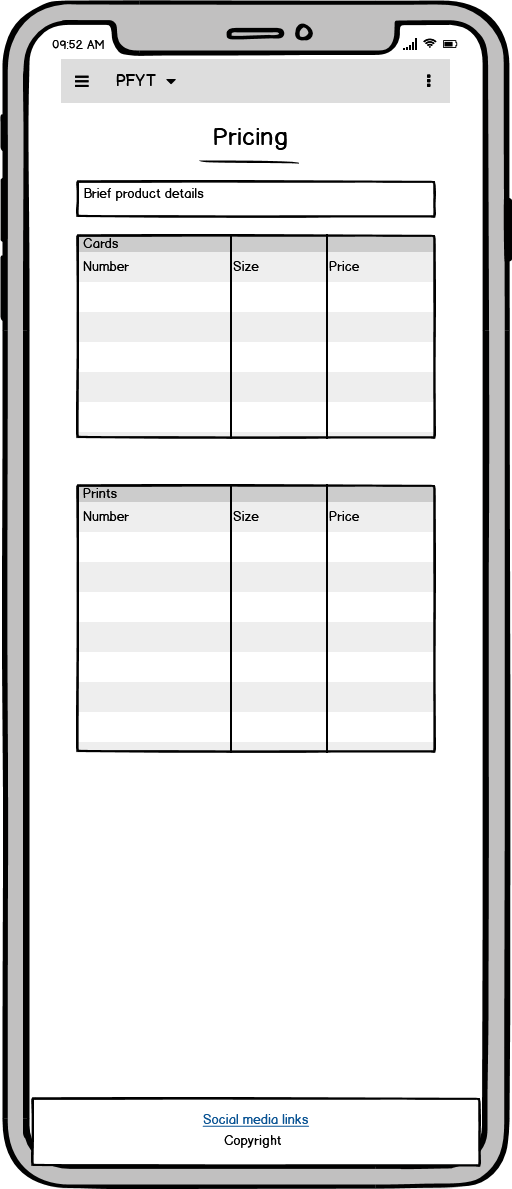 09:52 AM
PFYT
Pricing
Brief product details
Cards
Number Size Price
Prints
Number Size Price
Social media links
Copyright